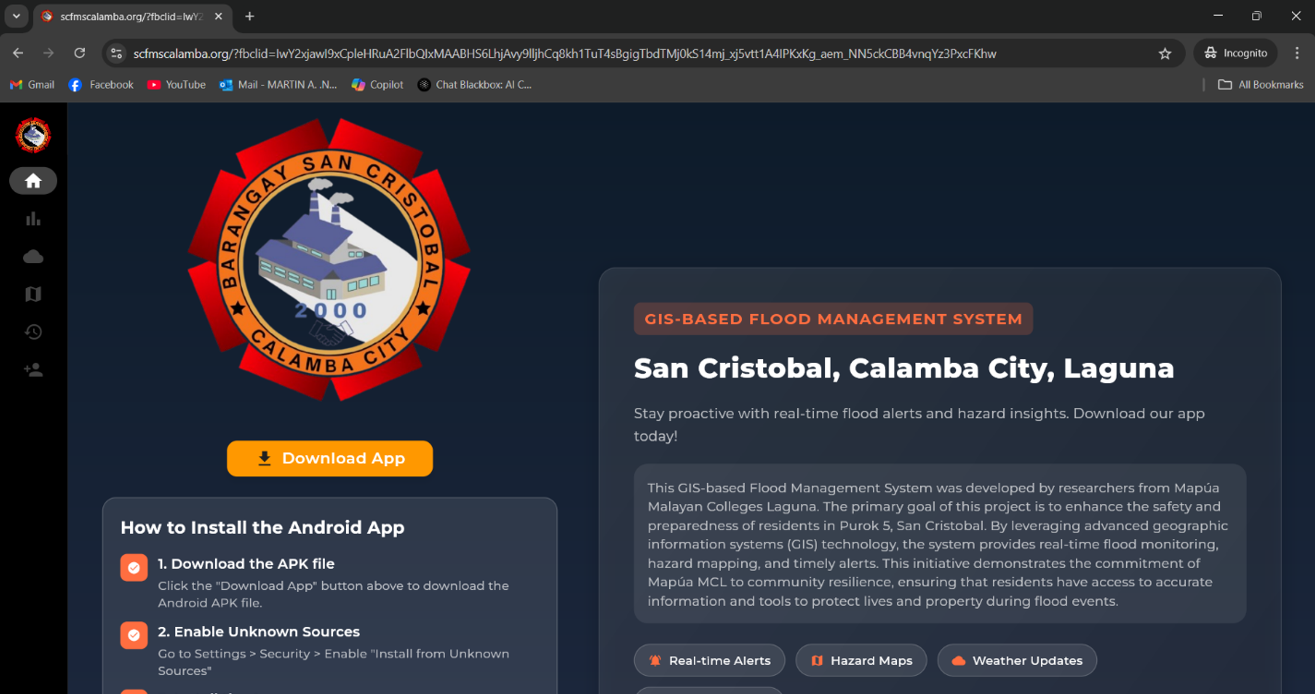 scfmscalamba.org/?fbclid=IwY2
scfmscalamba.org/?fbclid=IwY2xjawI9xCpleHRuA2FlbQIxMAABHS6LhjAvy9lljhCq8kh1TuT4sBgigTbdTMj0kS14mj_xj5vtt1A4IPKxKg_aem_NN5ckCBB4vnqYz3PxcFKhw
Incognito
Gmail
Facebook
YouTube
Mail - MARTIN A. .N...
Copilot
Chat Blackbox: AI C...
All Bookmarks
BARANGAY SAN CRISTOBAL
2000
CALAMBA CITY
Download App
How to Install the Android App
1. Download the APK file
Click the "Download App" button above to download the
Android APK file.
2. Enable Unknown Sources
Go to Settings > Security > Enable "Install from Unknown
Sources"
GIS-BASED FLOOD MANAGEMENT SYSTEM
San Cristobal, Calamba City, Laguna
Stay proactive with real-time flood alerts and hazard insights. Download our app
today!
This GIS-based Flood Management System was developed by researchers from Mapúa
Malayan Colleges Laguna. The primary goal of this project is to enhance the safety and
preparedness of residents in Purok 5, San Cristobal. By leveraging advanced geographic
information systems (GIS) technology, the system provides real-time flood monitoring,
hazard mapping, and timely alerts. This initiative demonstrates the commitment of
Mapúa MCL to community resilience, ensuring that residents have access to accurate
information and tools to protect lives and property during flood events.
Real-time Alerts
Hazard Maps
Weather Updates